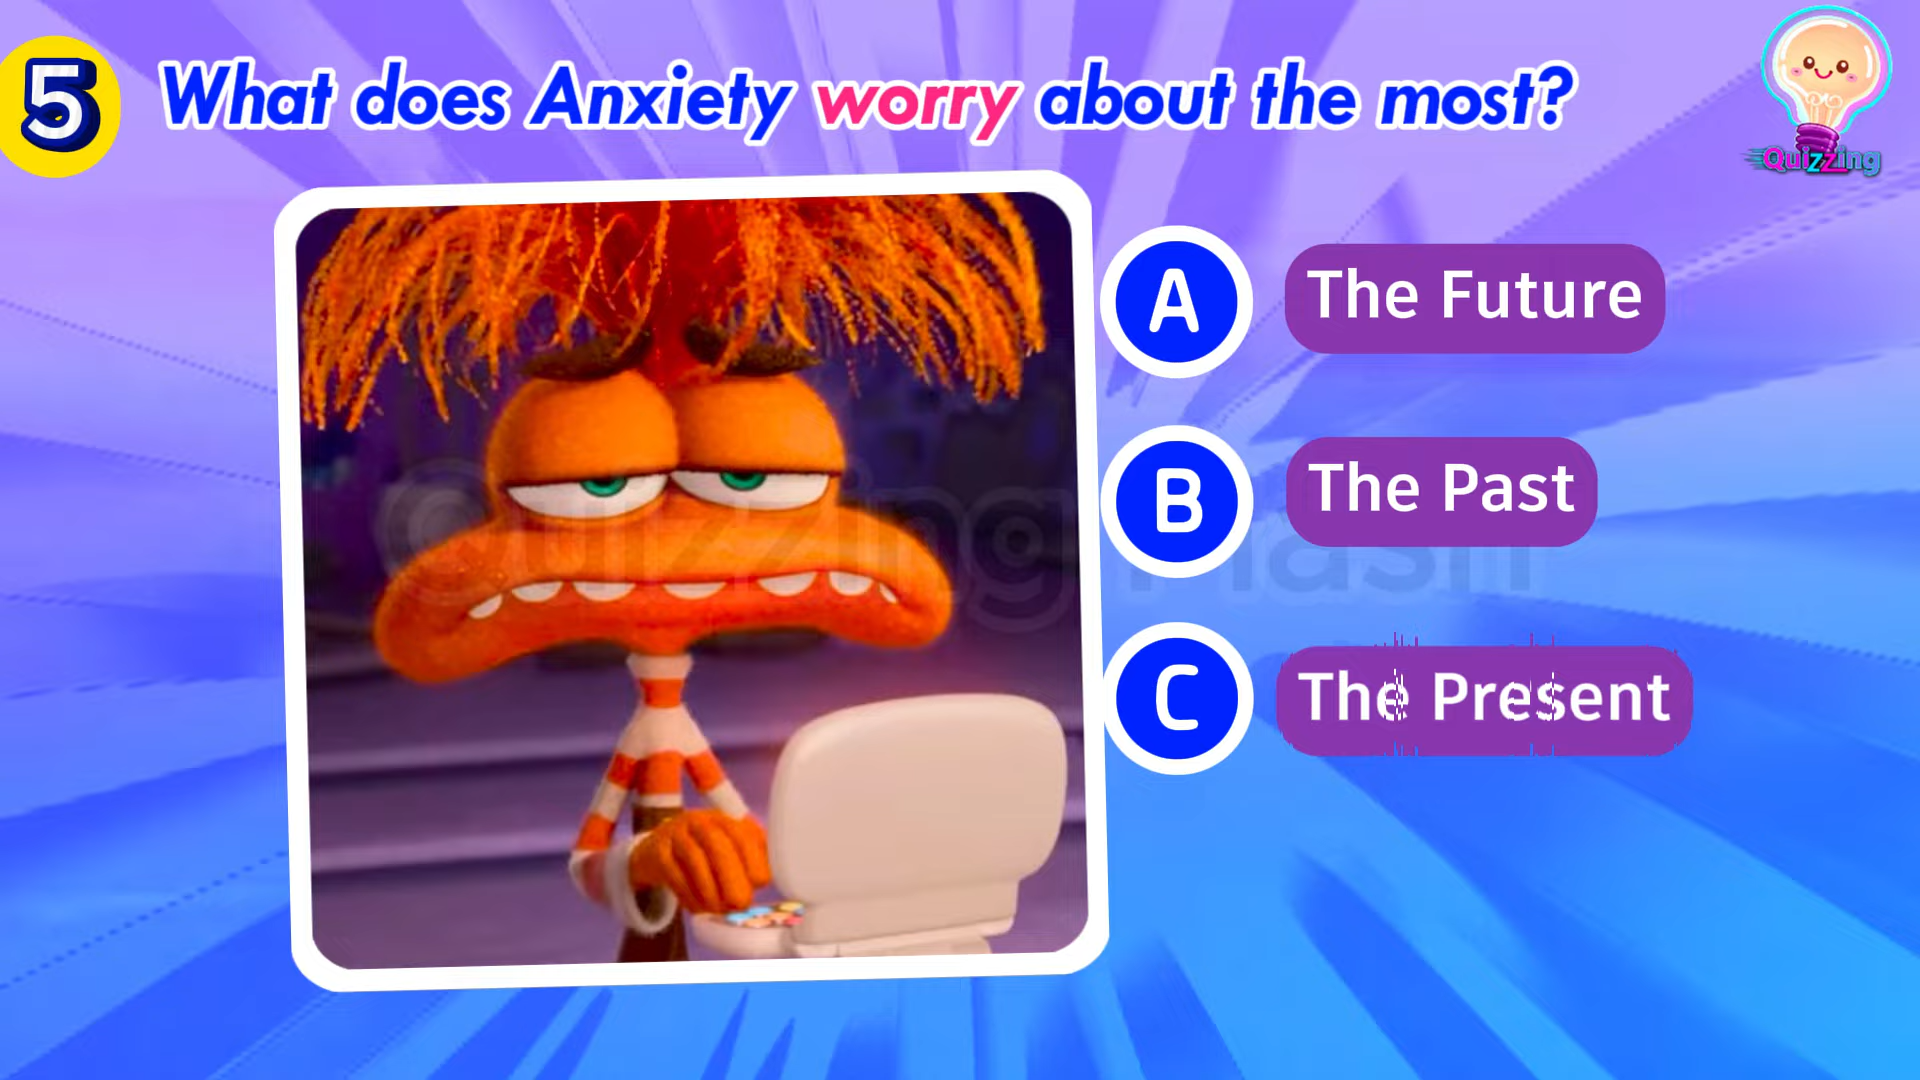 5
What does Anxiety worry about the most?
Quizzing
A
The Future
B
The Past
C
The Present